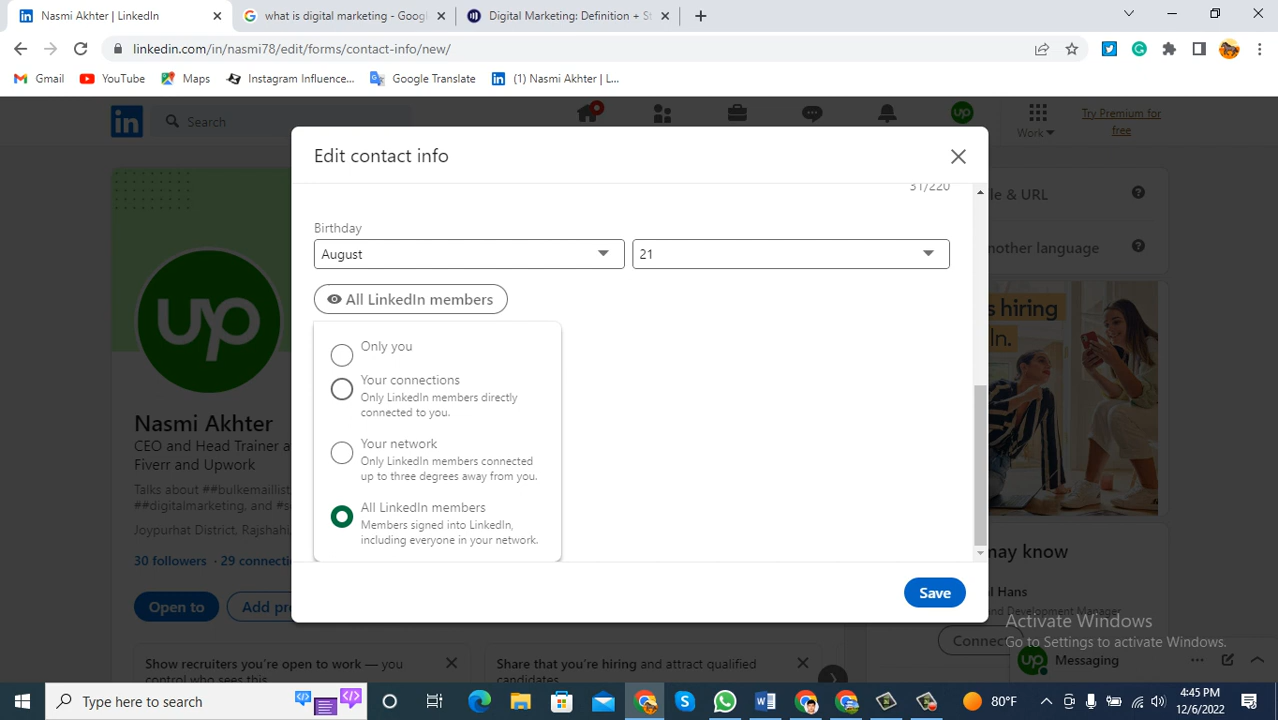 Nasmi Akhter | LinkedIn
what is digital marketing - Goog
Digital Marketing: Definition + St
linkedin.com/in/nasmi78/edit/forms/contact-info/new/
Gmail
YouTube
Maps
Instagram Influence...
Google Translate
(1) Nasmi Akhter | L...
in
Search
up
Work
Try Premium for
free
Edit contact info
31/220
le & URL
Birthday
August
21
nother language
All LinkedIn members
s hiring
In.
Only you
Your connections
Only LinkedIn members directly
connected to you.
Your network
Only LinkedIn members connected
up to three degrees away from you.
All LinkedIn members
Members signed into LinkedIn,
including everyone in your network.
up
Nasmi Akhter
CEO and Head Trainer a
Fiverr and Upwork
Talks about ##bulkemaillist
##digitalmarketing, and #s
Joypurhat District, Rajshahi,
30 followers · 29 connecti
Open to
Add pr
Save
may know
l Hans
nd Development Manager
Connect
Activate Windows
Go to Settings to activate Windows.
up
Messaging
Show recruiters you're open to work — you
control who sees this.
Share that you're hiring and attract qualified
candidates.
Type here to search
80°F
4:45 PM
12/6/2022